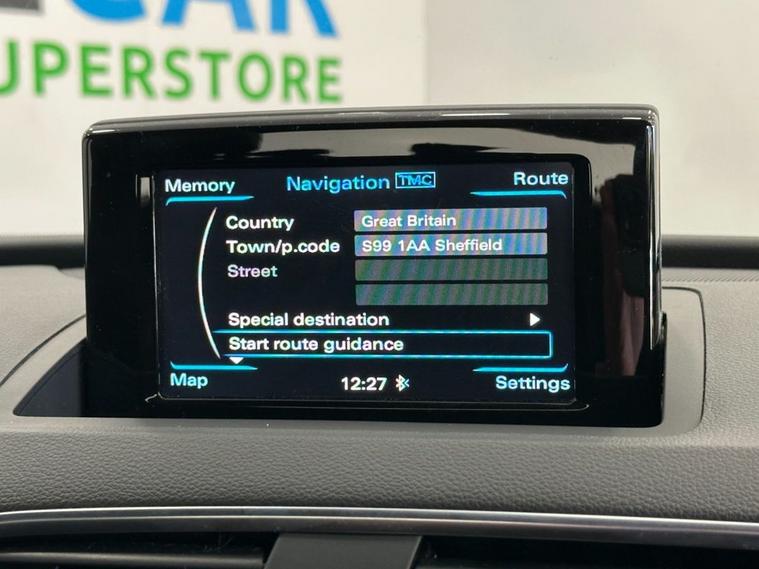 CAR
UPERSTORE
Memory
Navigation TMC
Route
Country
Great Britain
Town/p.code
S99 1AA Sheffield
Street
Special destination
Start route guidance
Map
12:27
Settings